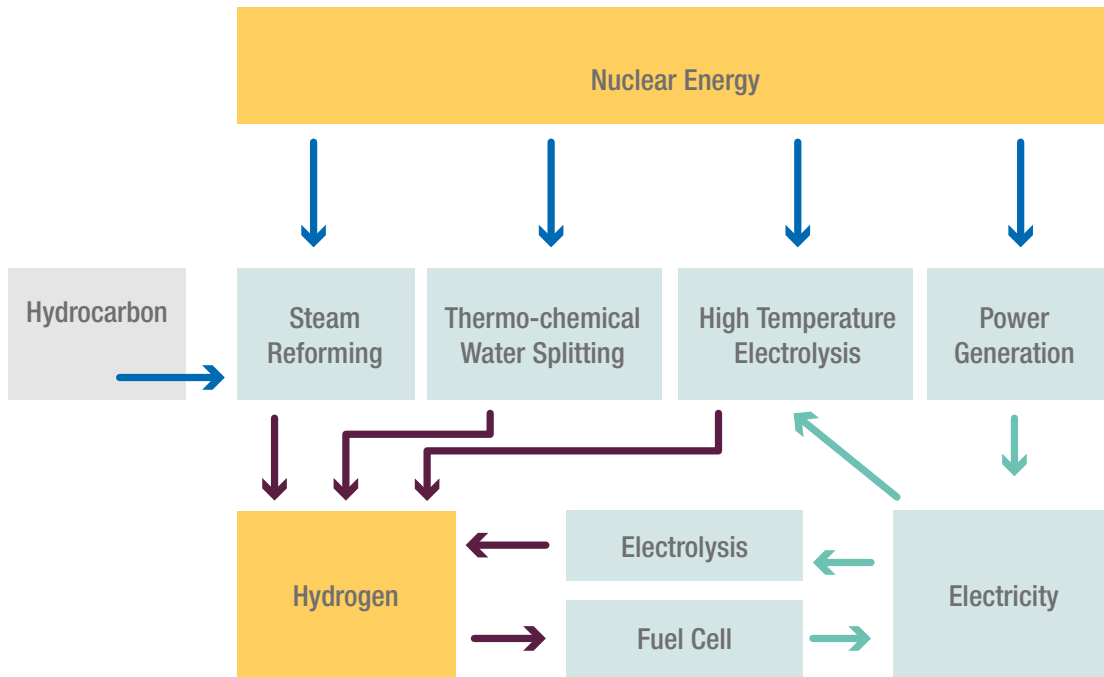 Nuclear Energy
Hydrocarbon
Steam
Reforming
Thermo-chemical
Water Splitting
High Temperature
Electrolysis
Power
Generation
Hydrogen
Electrolysis
Fuel Cell
Electricity